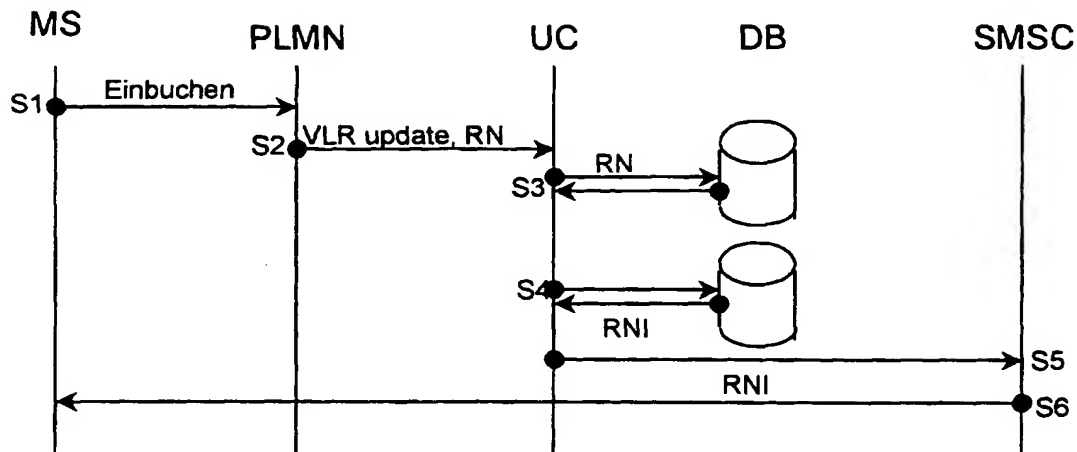 MS PLMN UC DB SMSC
S1 Einbuchen
S2 VLR update, RN
S3 RN
S4
RNI
S5
RNI
S6